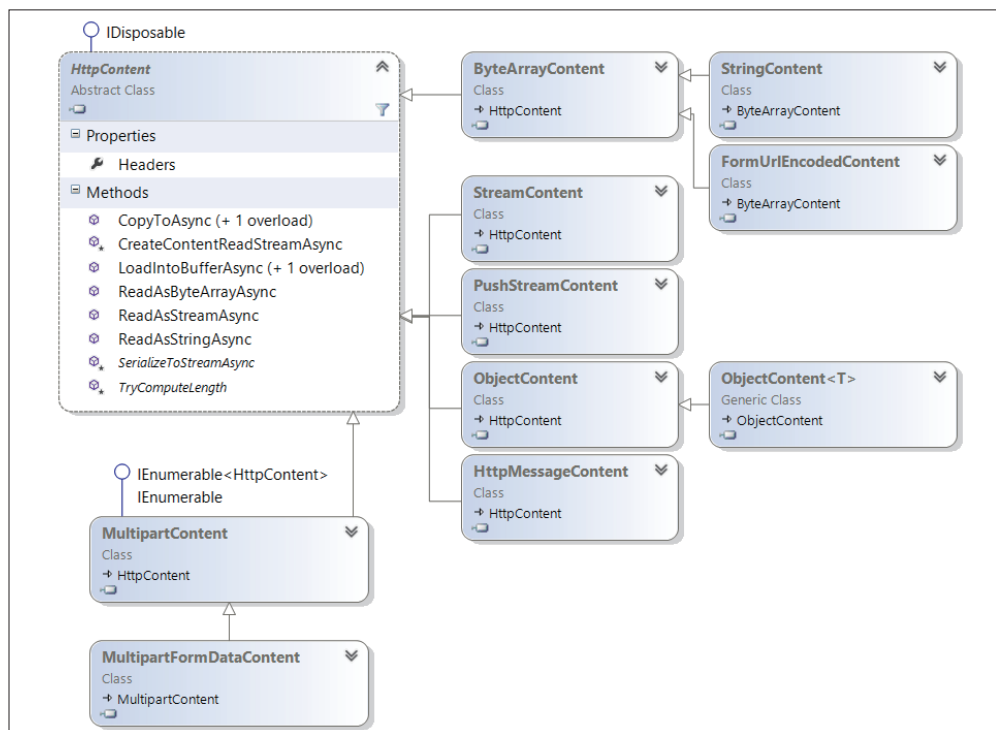 IDisposable
HttpContent
Abstract Class
Properties
Headers
Methods
CopyToAsync (+ 1 overload)
CreateContentReadStreamAsync
LoadIntoBufferAsync (+ 1 overload)
ReadAsByteArrayAsync
ReadAsStreamAsync
ReadAsStringAsync
SerializeToStreamAsync
TryComputeLength
ByteArrayContent
Class
HttpContent
StringContent
Class
ByteArrayContent
FormUrlEncodedContent
Class
ByteArrayContent
StreamContent
Class
HttpContent
PushStreamContent
Class
HttpContent
ObjectContent
Class
HttpContent
ObjectContent<T>
Generic Class
ObjectContent
HttpMessageContent
Class
HttpContent
IEnumerable<HttpContent>
IEnumerable
MultipartContent
Class
HttpContent
MultipartFormDataContent
Class
MultipartContent